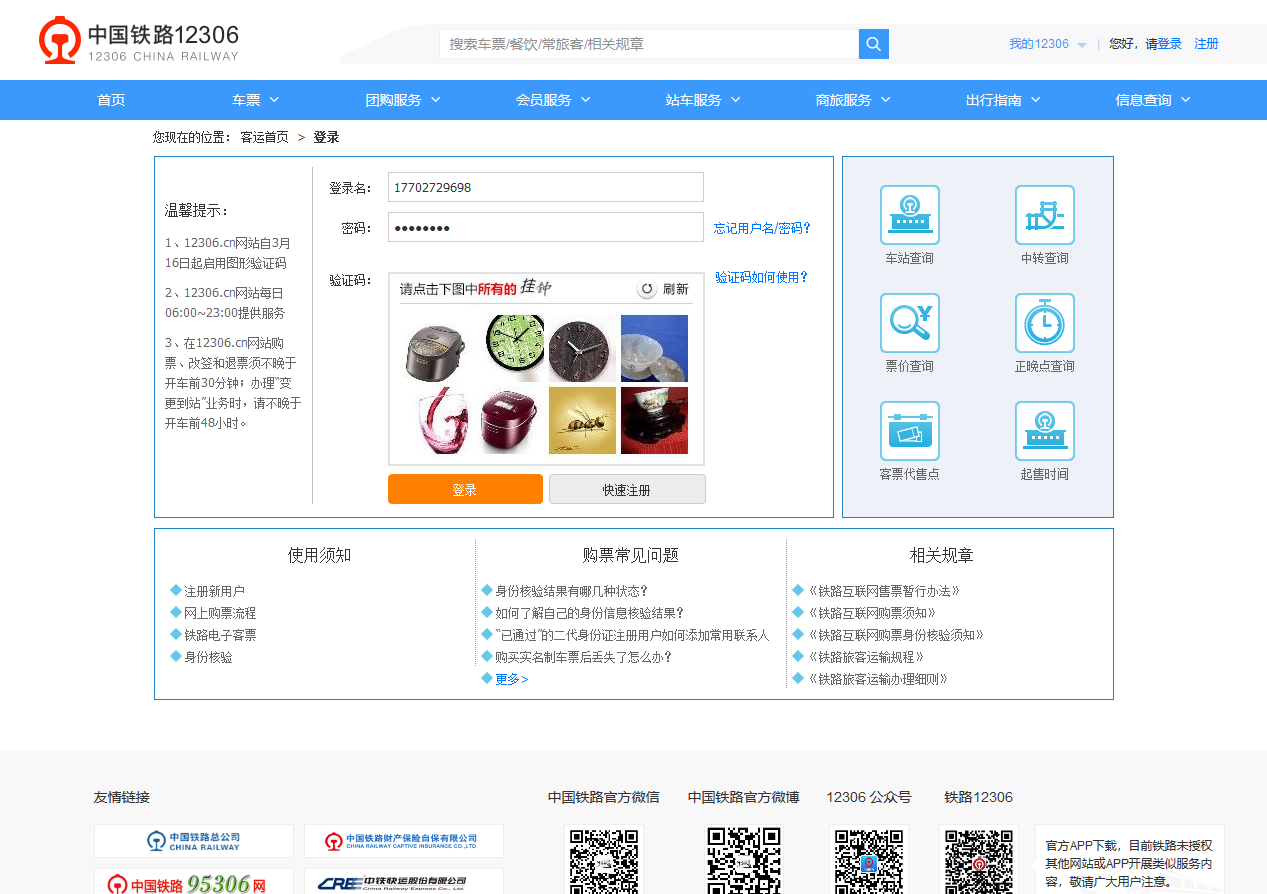 中国铁路12306
12306 CHINA RAILWAY
搜索车票/餐饮/常旅客/相关规章
我的12306 | 您好，请登录 注册
首页 车票 团购服务 会员服务 站车服务 商旅服务 出行指南 信息查询
您现在的位置： 客运首页 > 登录
温馨提示：
1、12306.cn网站自3月
16日起启用图形验证码
2、12306.cn网站每日
06:00~23:00提供服务
3、在12306.cn网站购
票、改签和退票须不晚于
开车前30分钟；办理“变
更到站”业务时，请不晚于
开车前48小时。
登录名： 17702729698
密码： •••••••• 忘记用户名/密码?
验证码： 验证码如何使用?
请点击下图中所有的 挂钟 刷新
登录 快速注册
车站查询 中转查询
票价查询 正晚点查询
客票代售点 起售时间
使用须知
注册新用户
网上购票流程
铁路电子客票
身份核验
购票常见问题
身份核验结果有哪几种状态?
如何了解自己的身份信息核验结果?
“已通过”的二代身份证注册用户如何添加常用联系人
购买实名制车票后丢失了怎么办?
更多>
相关规章
《铁路互联网售票暂行办法》
《铁路互联网购票须知》
《铁路互联网购票身份核验须知》
《铁路旅客运输规程》
《铁路旅客运输办理细则》
友情链接
中国铁路总公司
CHINA RAILWAY
中国铁路财产保险自保有限公司
CHINA RAILWAY CAPTIVE INSURANCE CO.,LTD.
中国铁路 95306 网
CRE 中铁快运股份有限公司
China Railway Express Co., Ltd.
中国铁路官方微信 中国铁路官方微博 12306 公众号 铁路12306
官方APP下载，目前铁路未授权
其他网站或APP开展类似服务内
容，敬请广大用户注意。